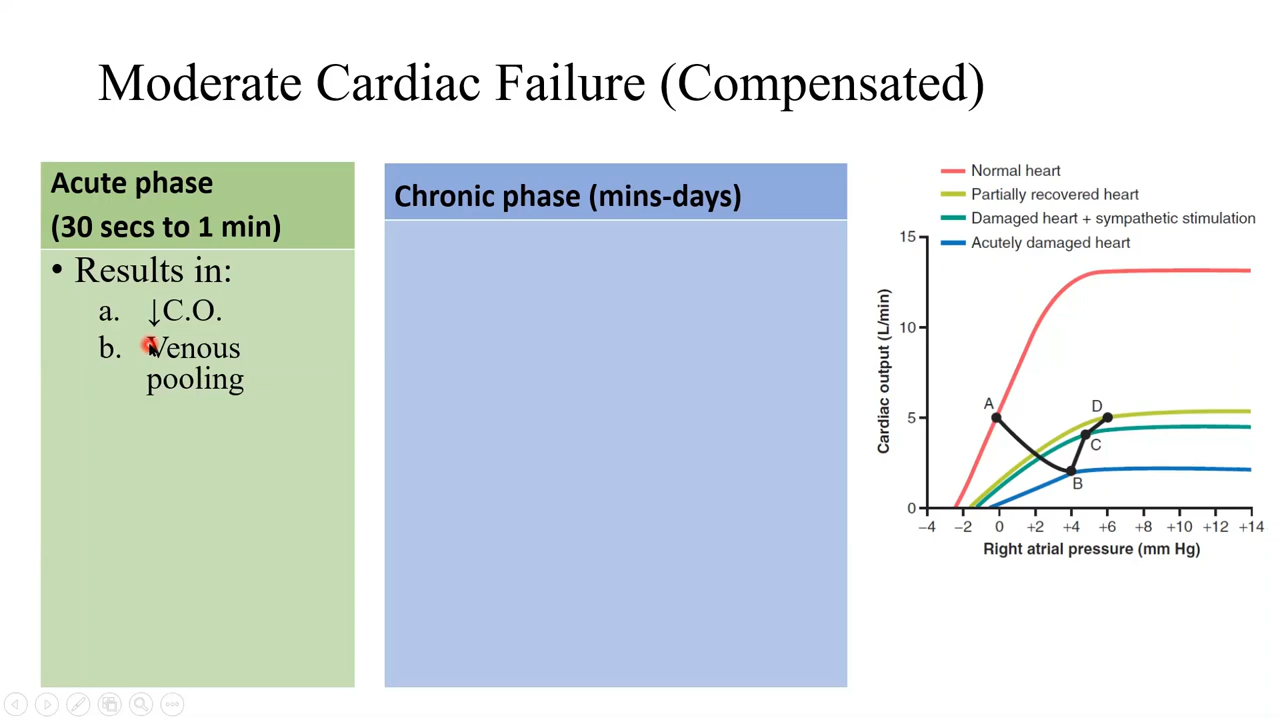 Moderate Cardiac Failure (Compensated)
Acute phase
(30 secs to 1 min)
• Results in:
a. ↓C.O.
b. Venous
pooling
Chronic phase (mins-days)
Normal heart
Partially recovered heart
Damaged heart + sympathetic stimulation
Acutely damaged heart
15
10
5
0
Cardiac output (L/min)
A
B
C
D
−4 −2 0 +2 +4 +6 +8 +10 +12 +14
Right atrial pressure (mm Hg)